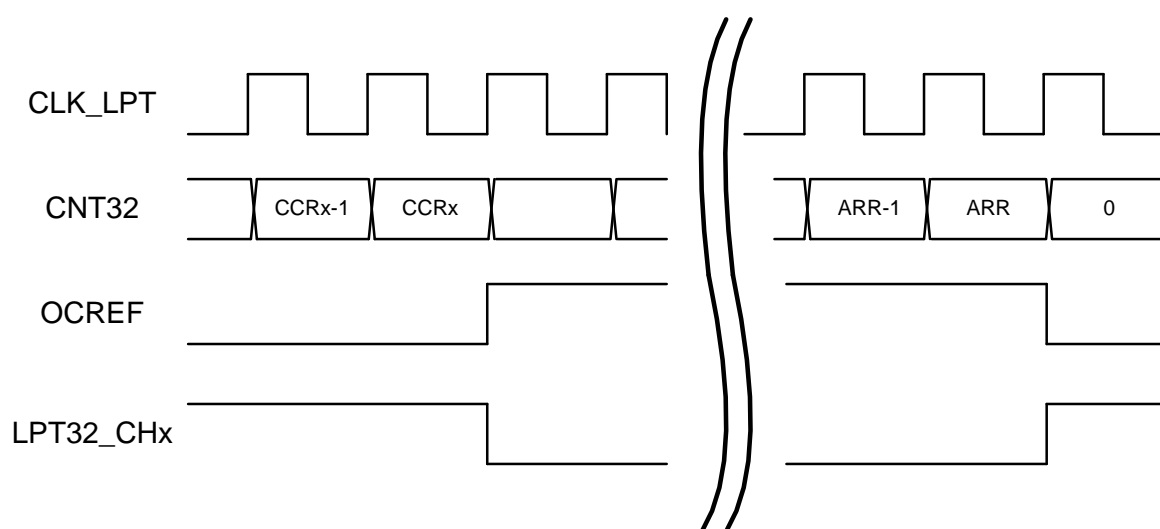 CLK_LPT
CNT32 CCRx-1 CCRx ARR-1 ARR 0
OCREF
LPT32_CHx